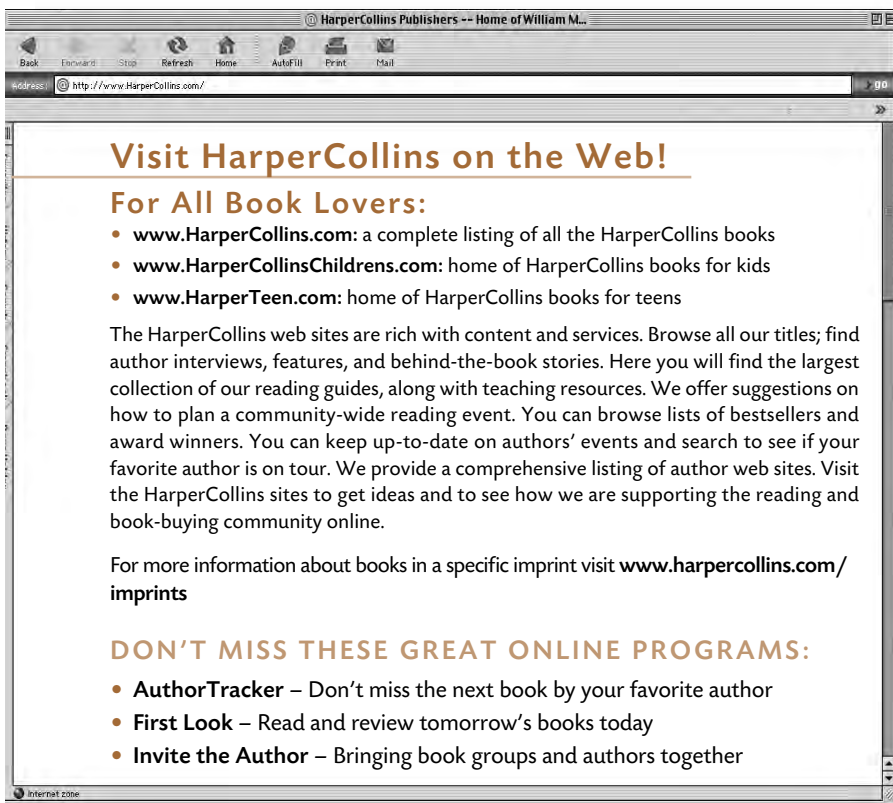 @ HarperCollins Publishers -- Home of William M...
Back Forward Stop Refresh Home AutoFill Print Mail
Address: @ http://www.HarperCollins.com/ go
Visit HarperCollins on the Web!
For All Book Lovers:
• www.HarperCollins.com: a complete listing of all the HarperCollins books
• www.HarperCollinsChildrens.com: home of HarperCollins books for kids
• www.HarperTeen.com: home of HarperCollins books for teens
The HarperCollins web sites are rich with content and services. Browse all our titles; find
author interviews, features, and behind-the-book stories. Here you will find the largest
collection of our reading guides, along with teaching resources. We offer suggestions on
how to plan a community-wide reading event. You can browse lists of bestsellers and
award winners. You can keep up-to-date on authors’ events and search to see if your
favorite author is on tour. We provide a comprehensive listing of author web sites. Visit
the HarperCollins sites to get ideas and to see how we are supporting the reading and
book-buying community online.
For more information about books in a specific imprint visit www.harpercollins.com/
imprints
DON’T MISS THESE GREAT ONLINE PROGRAMS:
• AuthorTracker – Don’t miss the next book by your favorite author
• First Look – Read and review tomorrow’s books today
• Invite the Author – Bringing book groups and authors together
Internet zone